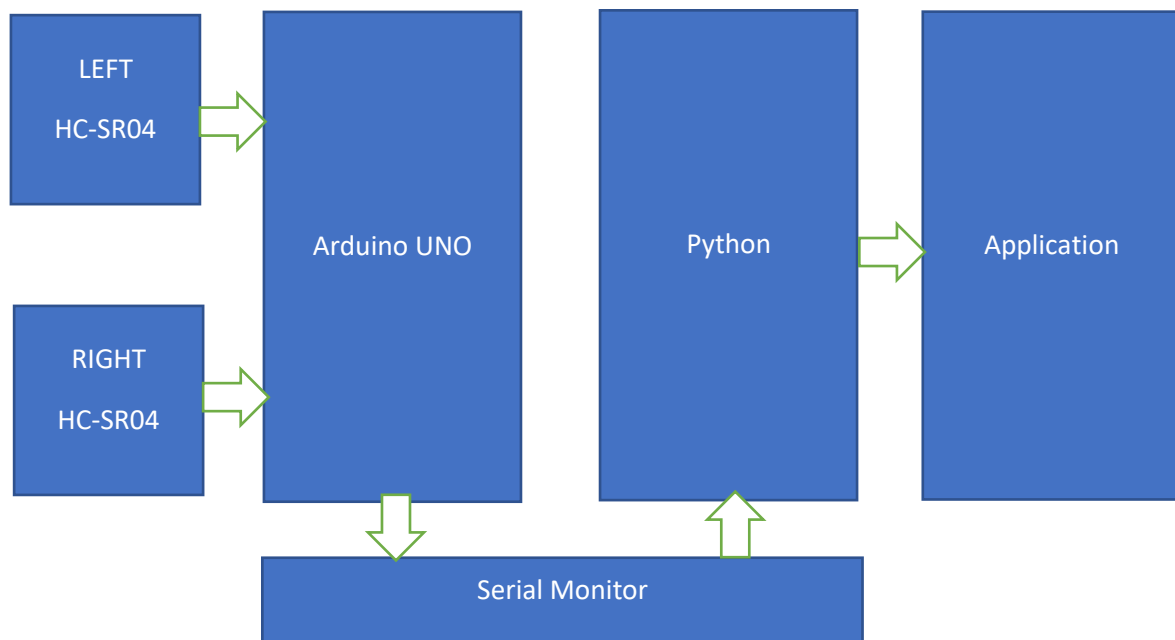 LEFT
HC-SR04
Arduino UNO
Python
Application
RIGHT
HC-SR04
Serial Monitor